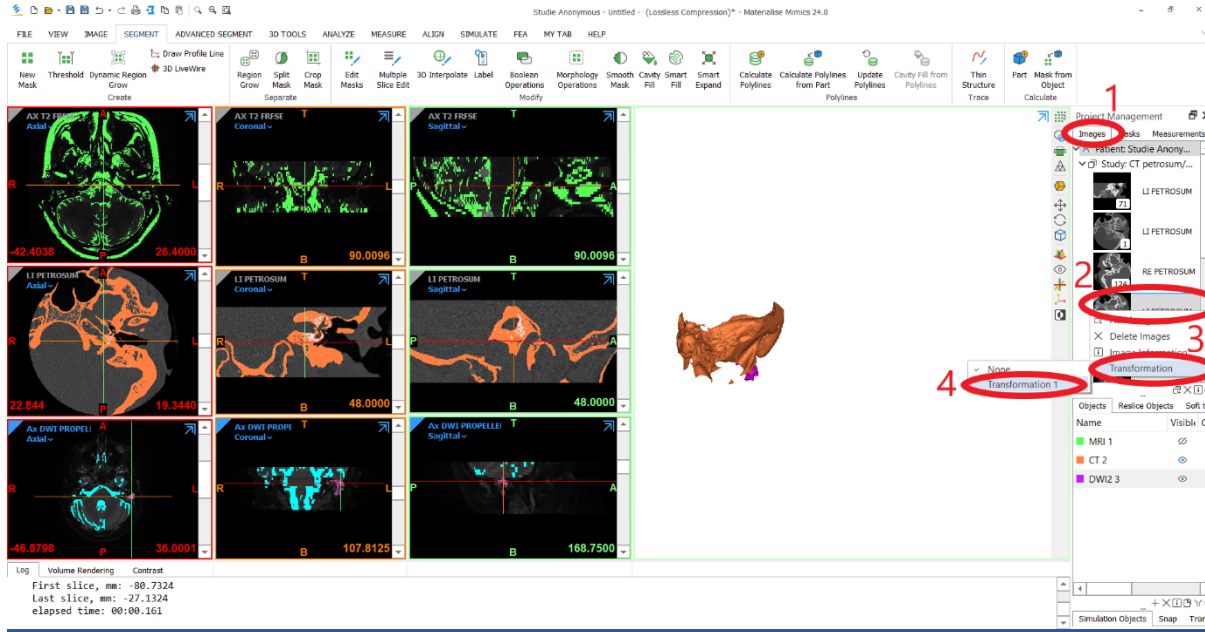 Studie Anonymous - Untitled - (Lossless Compression)* - Materialise Mimics 24.0
FILE VIEW IMAGE SEGMENT ADVANCED SEGMENT 3D TOOLS ANALYZE MEASURE ALIGN SIMULATE FEA MY TAB HELP
New Mask
Threshold
Dynamic Region Grow
Draw Profile Line
3D LiveWire
Create
Region Grow
Split Mask
Crop Mask
Separate
Edit Masks
Multiple Slice Edit
3D Interpolate
Label
Boolean Operations
Morphology Operations
Smooth Mask
Cavity Fill
Smart Fill
Smart Expand
Modify
Calculate Polylines
Calculate Polylines from Part
Update Polylines
Cavity Fill from Polylines
Polylines
Thin Structure
Trace
Part
Mask from Object
Calculate
AX T2 FRFSE
Axial
A
R
L
P
-42.4038
26.4000
AX T2 FRFSE
Coronal
T
R
L
B
90.0096
AX T2 FRFSE
Sagittal
T
P
A
B
90.0096
LI PETROSUM
Axial
A
R
L
P
22.844
19.3440
LI PETROSUM
Coronal
T
R
L
B
48.0000
LI PETROSUM
Sagittal
T
P
A
B
48.0000
Ax DWI PROPELI
Axial
A
R
L
P
-46.8798
36.0001
Ax DWI PROPE
Coronal
T
R
L
B
107.8125
Ax DWI PROPELLEI
Sagittal
T
P
A
B
168.7500
1
Project Management
Images
Measurements
Patient: Studie Anony...
Study: CT petrosum/...
LI PETROSUM
71
LI PETROSUM
1
RE PETROSUM
124
2
Delete Images
3
Image Information
Transformation
None
4
Transformation 1
Objects Reslice Objects Soft t
Name Visible
MRI 1
CT 2
DWI2 3
Log Volume Rendering Contrast
First slice, mm: -80.7324
Last slice, mm: -27.1324
elapsed time: 00:00.161
Simulation Objects Snap